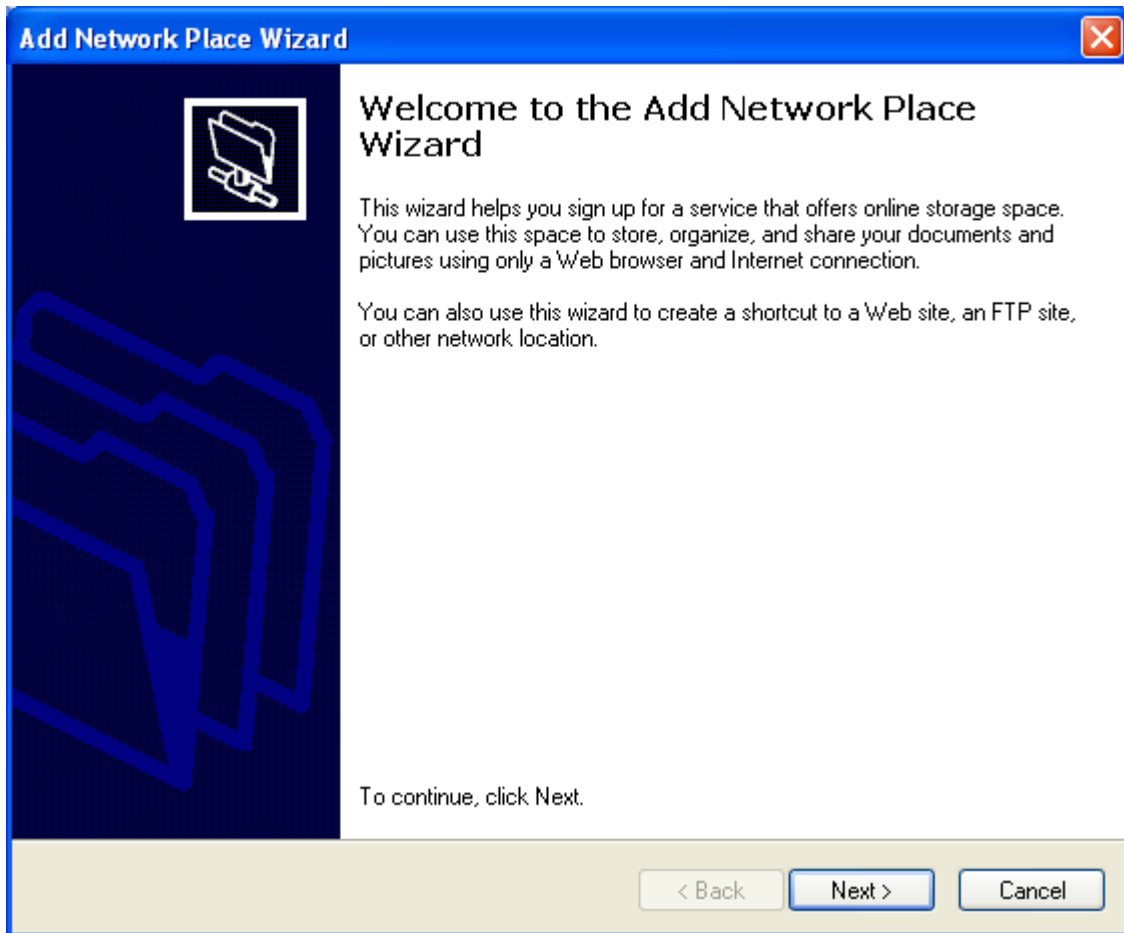 Add Network Place Wizard
Welcome to the Add Network Place
Wizard
This wizard helps you sign up for a service that offers online storage space.
You can use this space to store, organize, and share your documents and
pictures using only a Web browser and Internet connection.
You can also use this wizard to create a shortcut to a Web site, an FTP site,
or other network location.
To continue, click Next.
< Back Next > Cancel